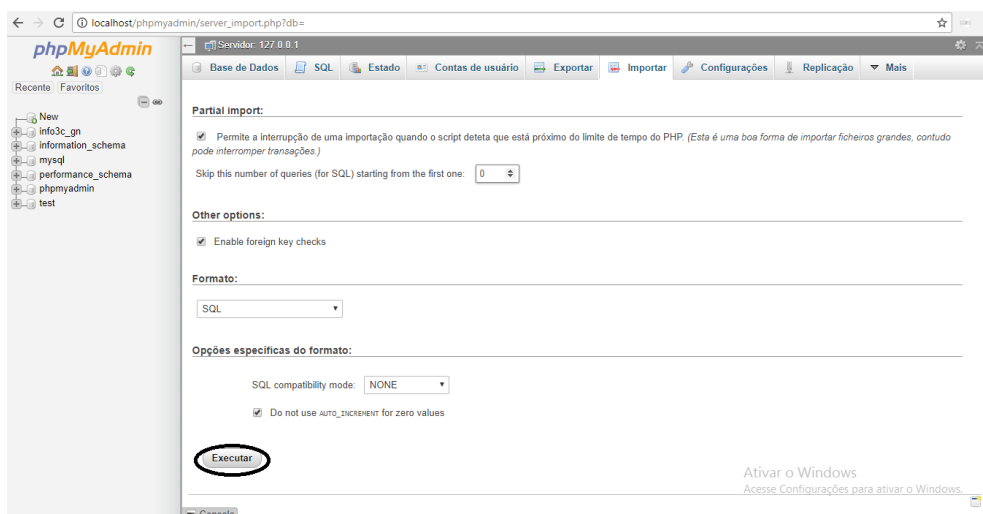 localhost/phpmyadmin/server_import.php?db=
phpMyAdmin
Servidor: 127.0.0.1
Base de Dados SQL Estado Contas de usuário Exportar Importar Configurações Replicação Mais
Recente Favoritos
New
info3c_gn
information_schema
mysql
performance_schema
phpmyadmin
test
Partial import:
Permite a interrupção de uma importação quando o script deteta que está próximo do limite de tempo do PHP. (Esta é uma boa forma de importar ficheiros grandes, contudo
pode interromper transações.)
Skip this number of queries (for SQL) starting from the first one: 0
Other options:
Enable foreign key checks
Formato:
SQL
Opções específicas do formato:
SQL compatibility mode: NONE
Do not use AUTO_INCREMENT for zero values
Executar
Ativar o Windows
Acesse Configurações para ativar o Windows.
Console